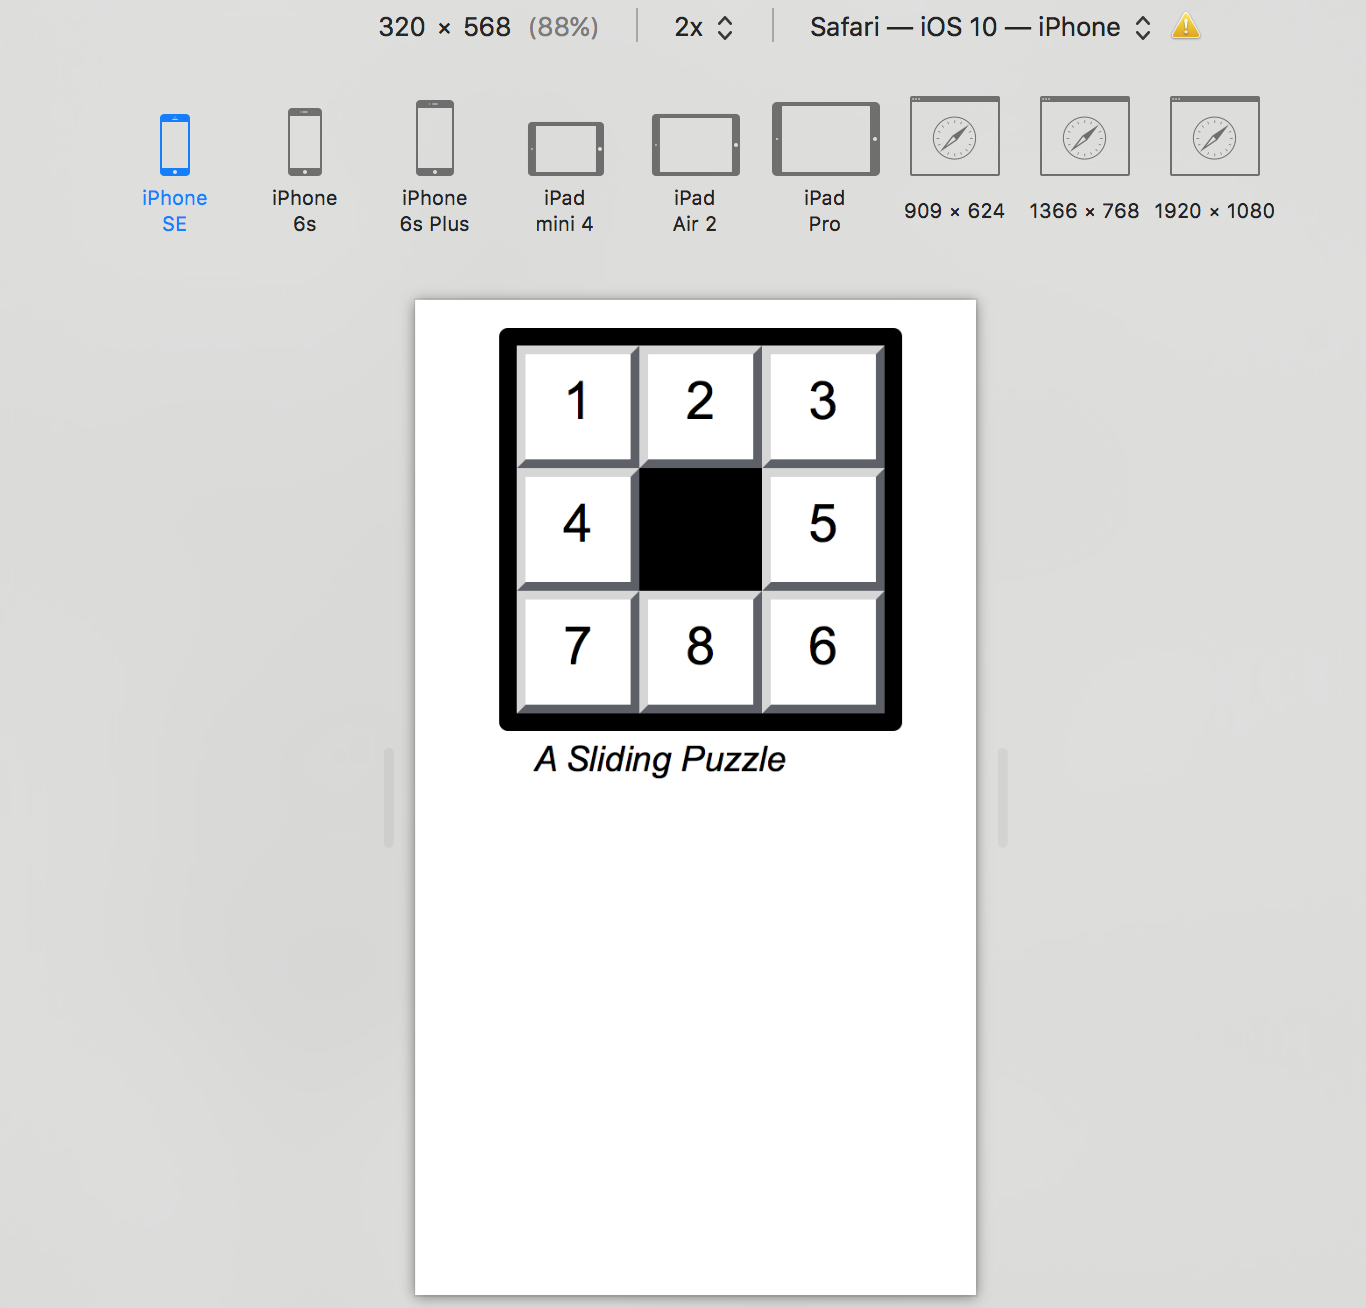 320 × 568 (88%) 2x Safari — iOS 10 — iPhone
iPhone SE
iPhone 6s
iPhone 6s Plus
iPad mini 4
iPad Air 2
iPad Pro
909 × 624
1366 × 768
1920 × 1080
1 2 3
4 5
7 8 6
A Sliding Puzzle